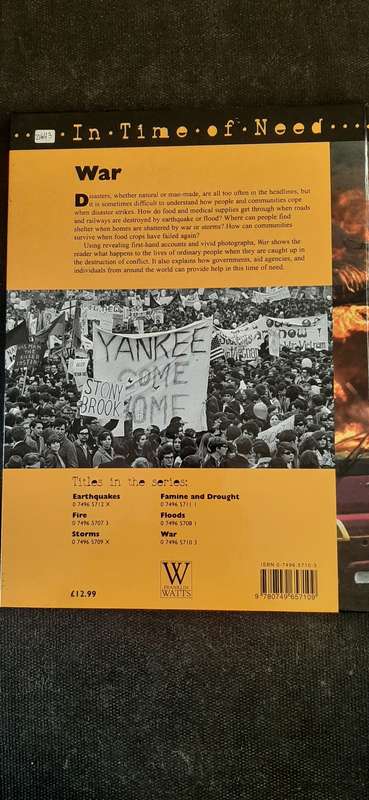 In Time of Need
War
Disasters, whether natural or man-made, are all too often in the headlines, but
it is sometimes difficult to understand how people and communities cope
when disaster strikes. How do food and medical supplies get through when roads
and railways are destroyed by earthquake or flood? Where can people find
shelter when homes are shattered by war or storms? How can communities
survive when food crops have failed again?
Using revealing first-hand accounts and vivid photographs, War shows the
reader what happens to the lives of ordinary people when they are caught up in
the destruction of conflict. It also explains how governments, aid agencies, and
individuals from around the world can provide help in this time of need.
YANKEE
COME
HOME
STONY
BROOK
Titles in the series:
Earthquakes
0 7496 5712 X
Fire
0 7496 5707 3
Storms
0 7496 5709 X
Famine and Drought
0 7496 5711 1
Floods
0 7496 5708 1
War
0 7496 5710 3
£12.99
W
FRANKLIN
WATTS
ISBN 0-7496-5710-3
9 780749 657109